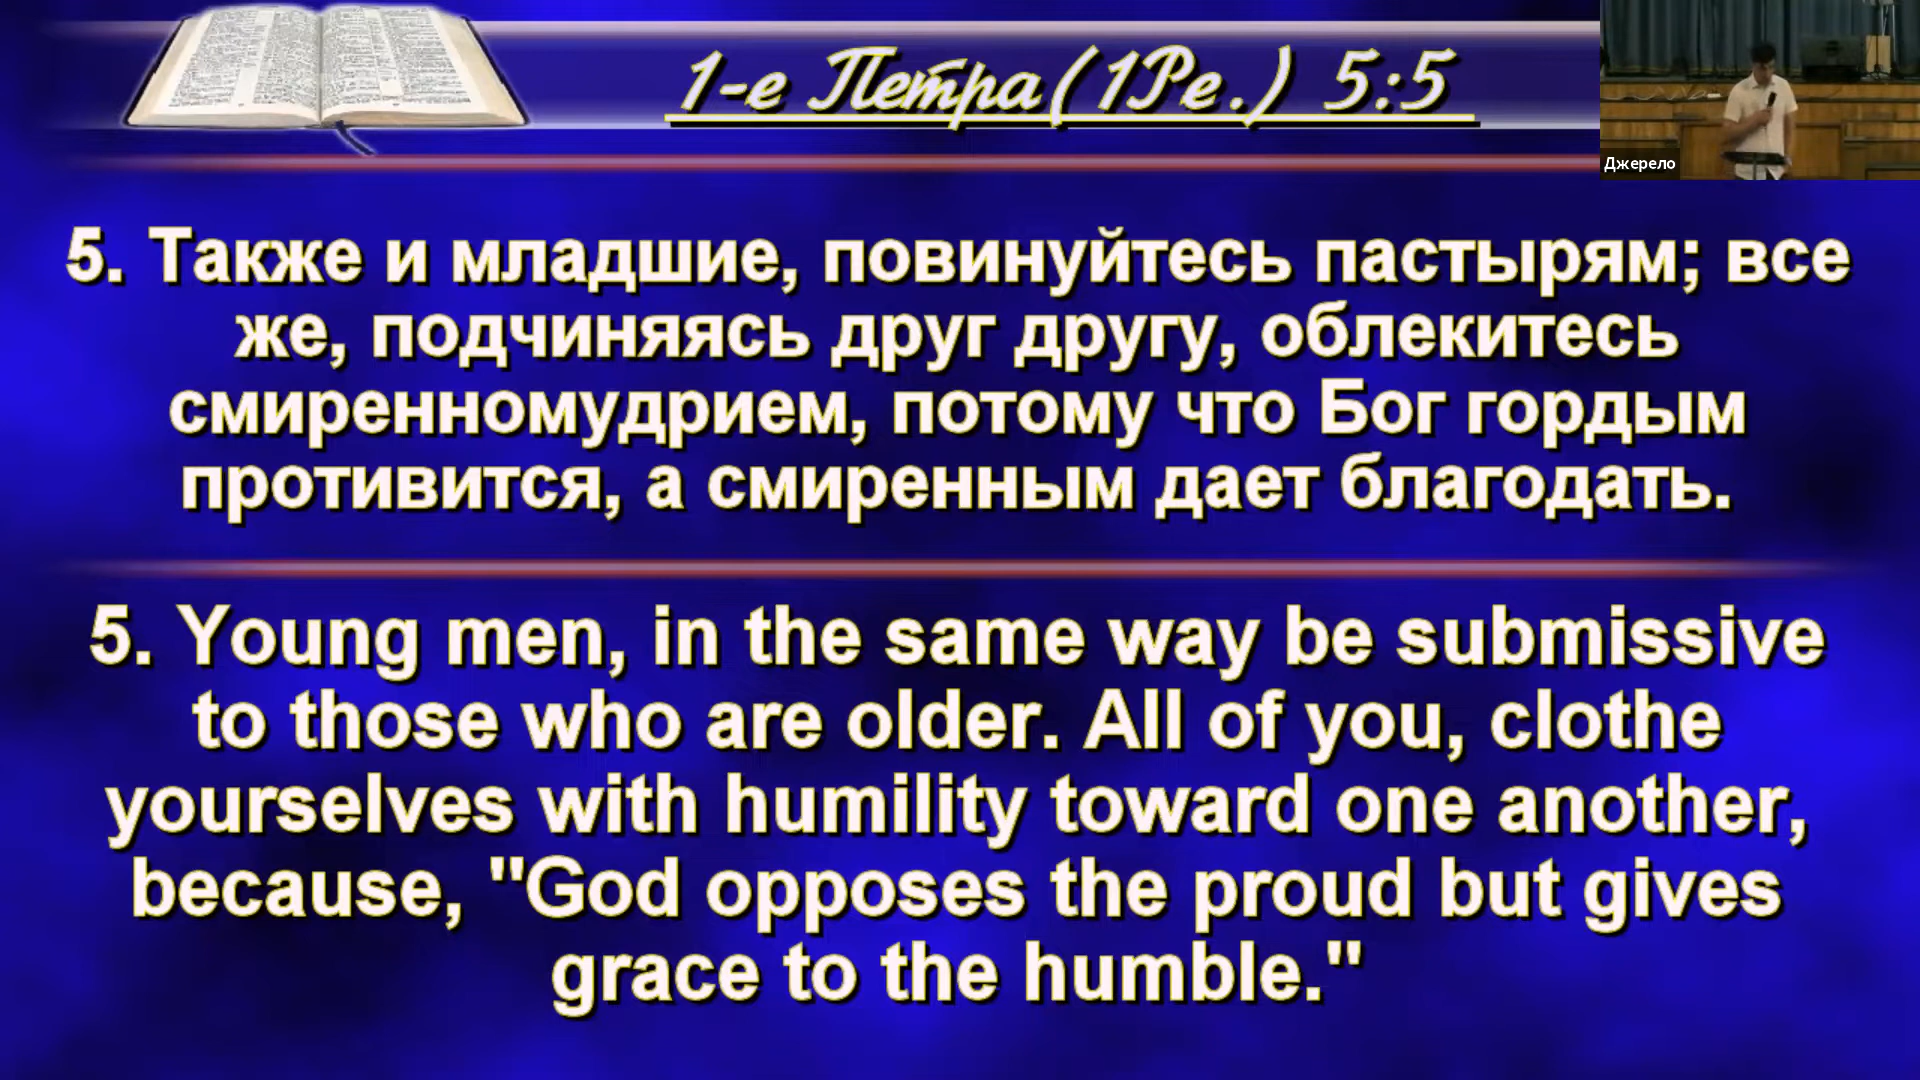 1-е Петра(1Pe.) 5:5
Джерело
5. Также и младшие, повинуйтесь пастырям; все
же, подчиняясь друг другу, облекитесь
смиренномудрием, потому что Бог гордым
противится, а смиренным дает благодать.
5. Young men, in the same way be submissive
to those who are older. All of you, clothe
yourselves with humility toward one another,
because, "God opposes the proud but gives
grace to the humble."